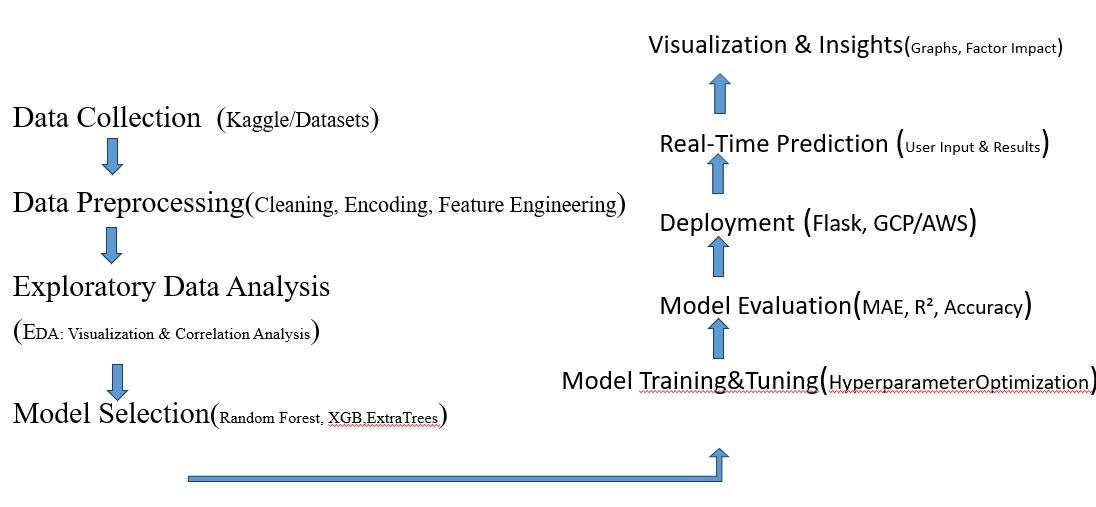 Data Collection (Kaggle/Datasets)
Data Preprocessing(Cleaning, Encoding, Feature Engineering)
Exploratory Data Analysis
(EDA: Visualization & Correlation Analysis)
Model Selection(Random Forest, XGB,ExtraTrees)
Model Training&Tuning(HyperparameterOptimization)
Model Evaluation(MAE, R², Accuracy)
Deployment (Flask, GCP/AWS)
Real-Time Prediction (User Input & Results)
Visualization & Insights(Graphs, Factor Impact)